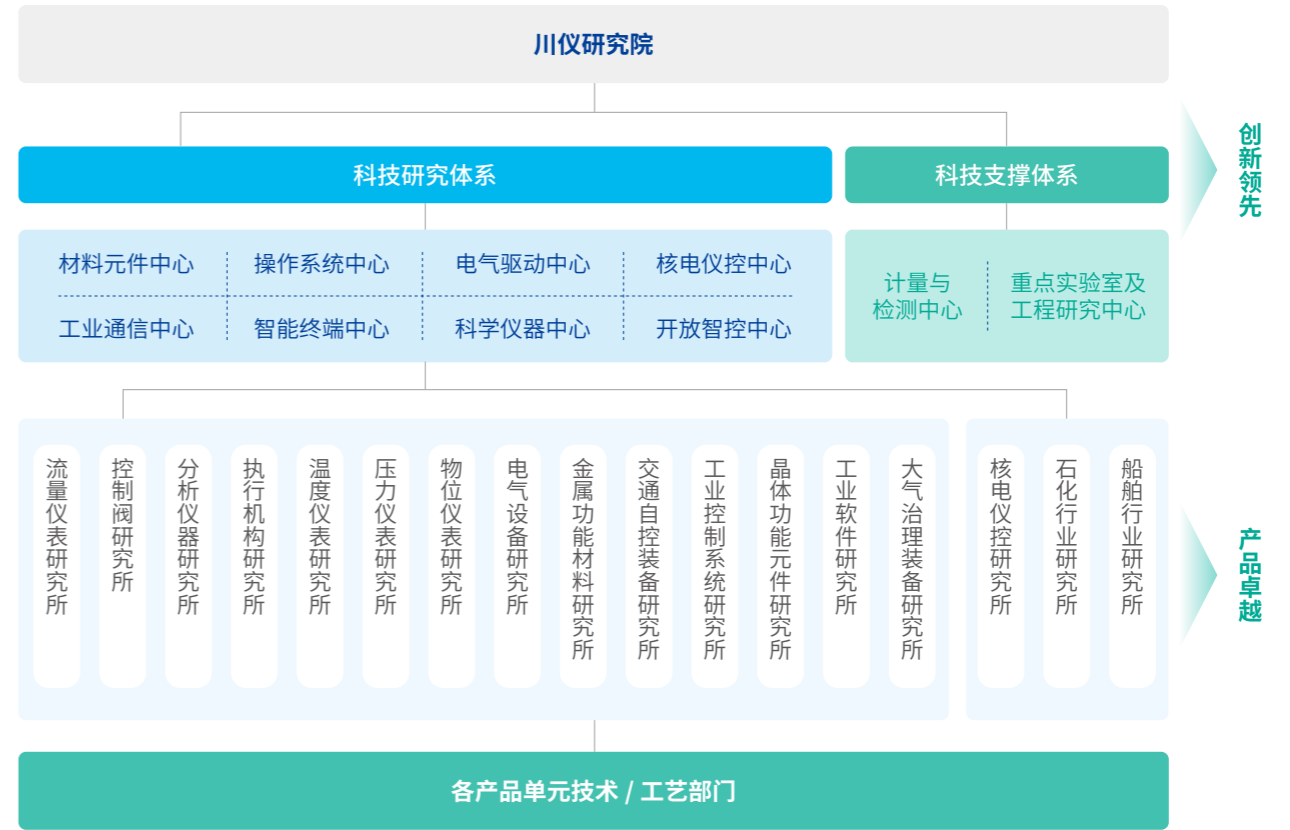 川仪研究院
科技研究体系
科技支撑体系
创新领先
材料元件中心
操作系统中心
电气驱动中心
核电仪控中心
工业通信中心
智能终端中心
科学仪器中心
开放智控中心
计量与
检测中心
重点实验室及
工程研究中心
流量仪表研究所
控制阀研究所
分析仪器研究所
执行机构研究所
温度仪表研究所
压力仪表研究所
物位仪表研究所
电气设备研究所
金属功能材料研究所
交通自控装备研究所
工业控制系统研究所
晶体功能元件研究所
工业软件研究所
大气治理装备研究所
核电仪控研究所
石化行业研究所
船舶行业研究所
产品卓越
各产品单元技术 / 工艺部门